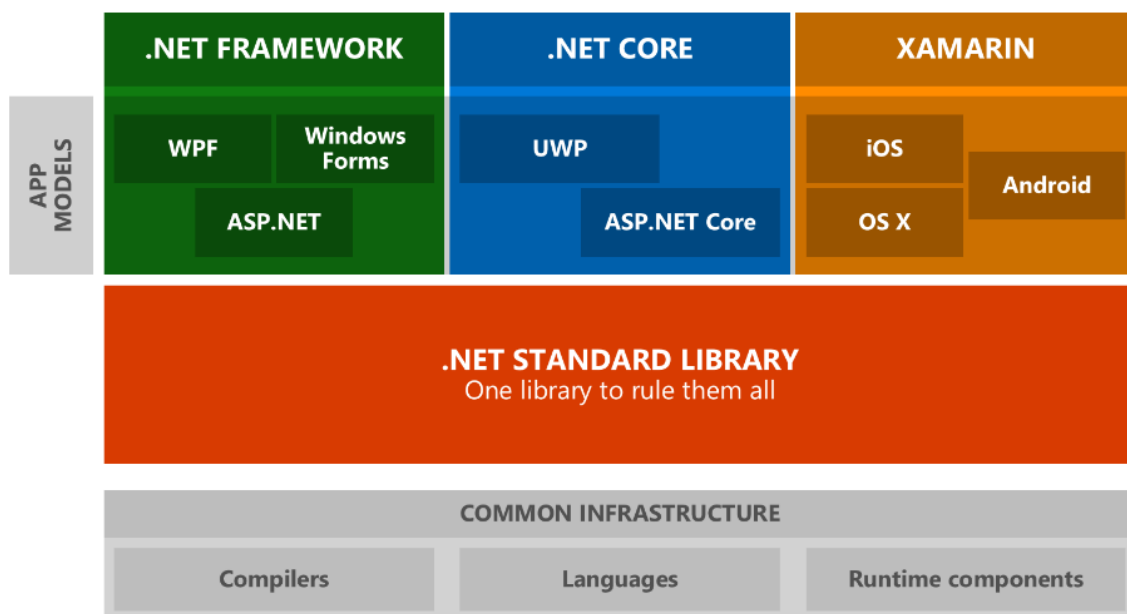 .NET FRAMEWORK
.NET CORE
XAMARIN
APP
MODELS
WPF
Windows
Forms
ASP.NET
UWP
ASP.NET Core
iOS
Android
OS X
.NET STANDARD LIBRARY
One library to rule them all
COMMON INFRASTRUCTURE
Compilers
Languages
Runtime components